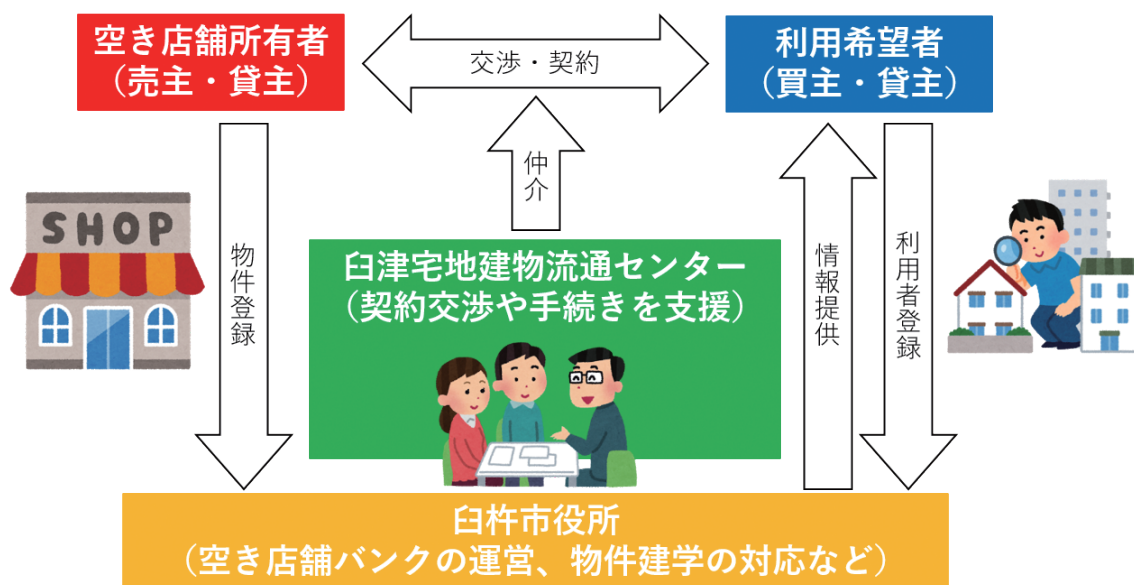 空き店舗所有者
（売主・貸主）
交渉・契約
利用希望者
（買主・貸主）
仲介
SHOP
物件登録
臼津宅地建物流通センター
（契約交渉や手続きを支援）
情報提供
利用者登録
臼杵市役所
（空き店舗バンクの運営、物件建学の対応など）